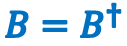 B = B†